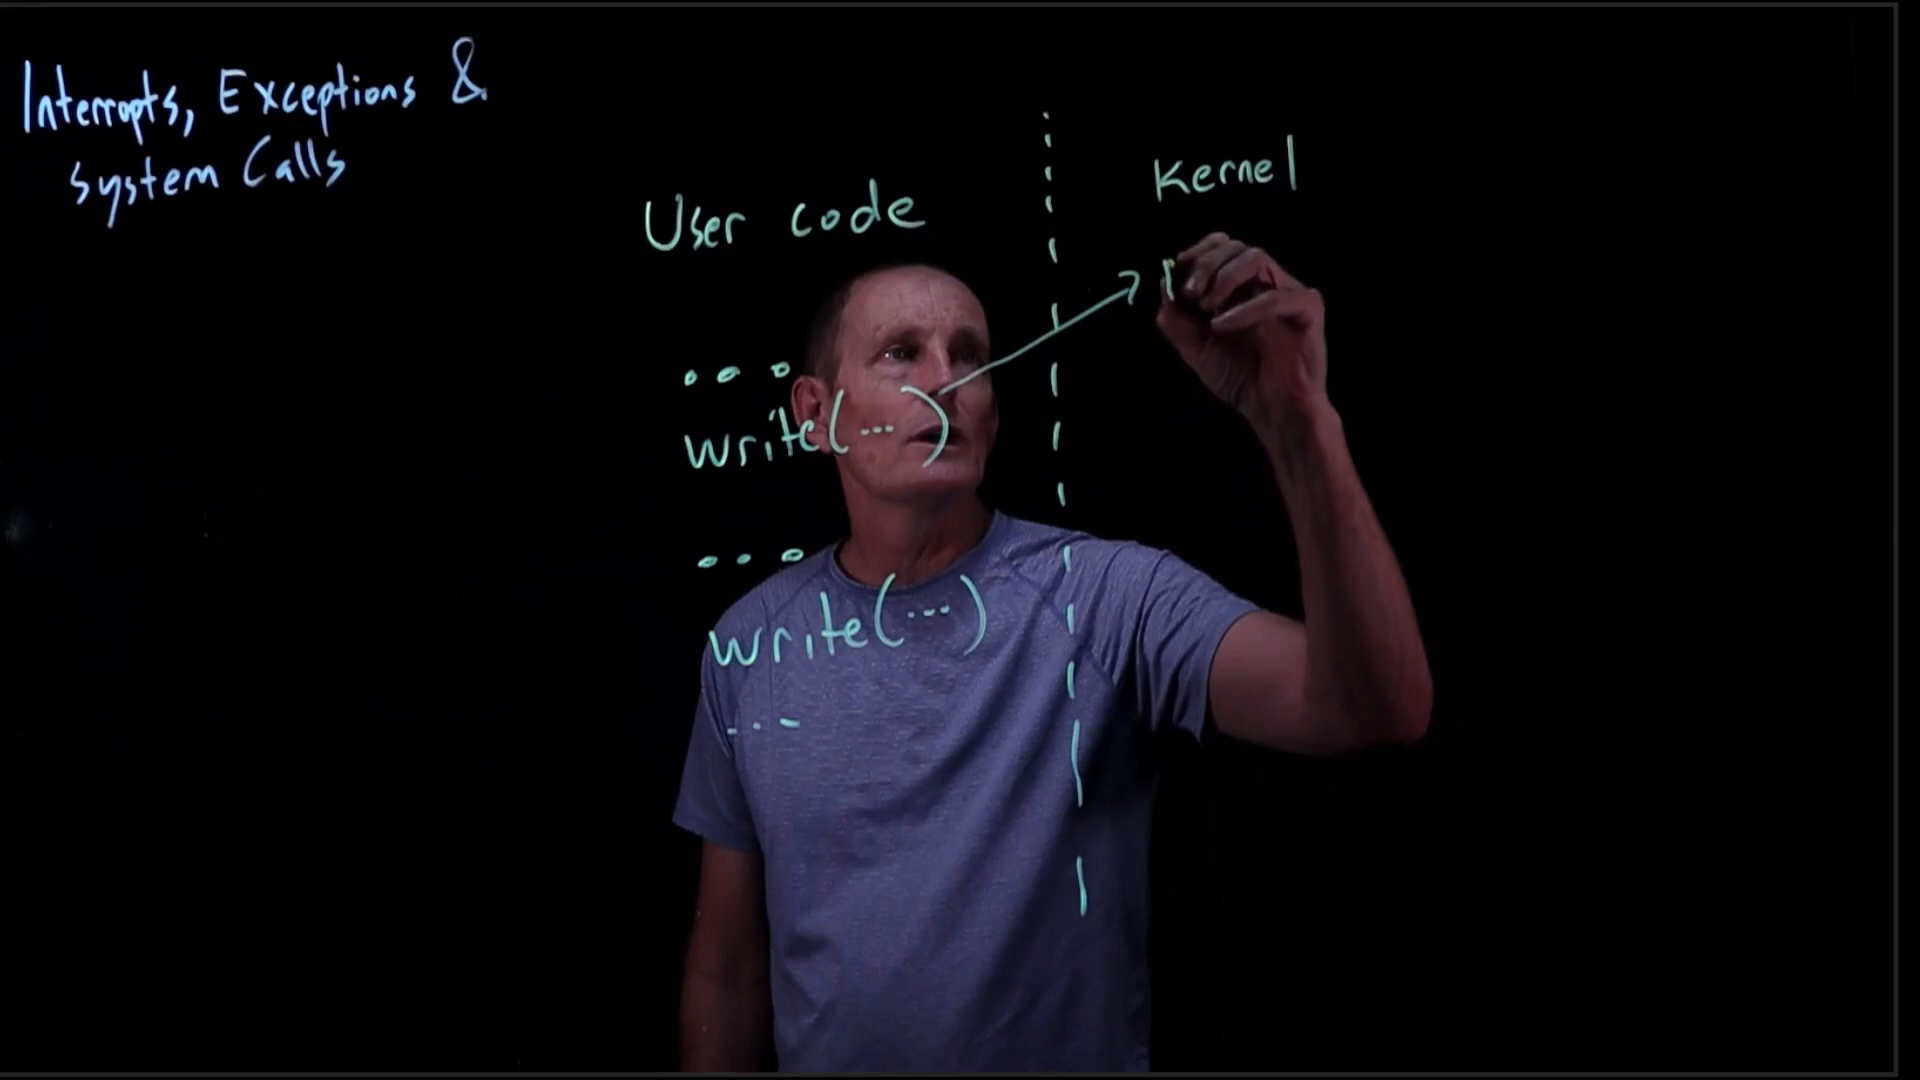 Interrupts, Exceptions &
System Calls
User code
Kernel
...
write(...)
...
write(...)
...